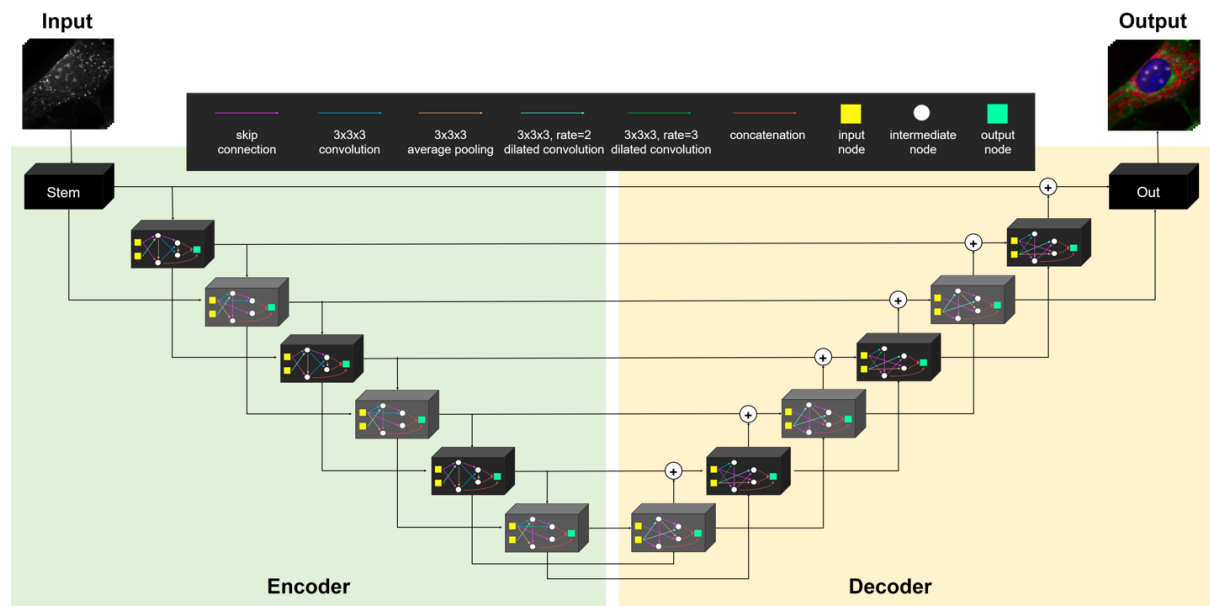 Input
Output
skip
connection
3x3x3
convolution
3x3x3
average pooling
3x3x3, rate=2
dilated convolution
3x3x3, rate=3
dilated convolution
concatenation
input
node
intermediate
node
output
node
Stem
Out
+
+
+
+
+
+
Encoder
Decoder